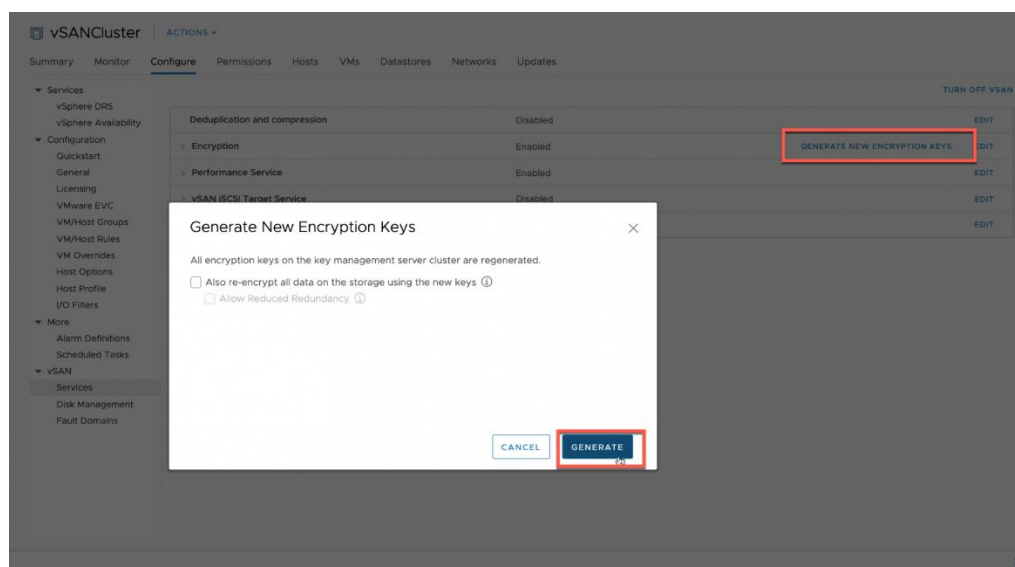 vSANCluster
ACTIONS
Summary Monitor Configure Permissions Hosts VMs Datastores Networks Updates
Services
vSphere DRS
vSphere Availability
Configuration
Quickstart
General
Licensing
VMware EVC
VM/Host Groups
VM/Host Rules
VM Overrides
Host Options
Host Profile
I/O Filters
More
Alarm Definitions
Scheduled Tasks
vSAN
Services
Disk Management
Fault Domains
TURN OFF VSAN
Deduplication and compression Disabled EDIT
Encryption Enabled GENERATE NEW ENCRYPTION KEYS EDIT
Performance Service Enabled EDIT
vSAN iSCSI Target Service Disabled EDIT
EDIT
Generate New Encryption Keys
All encryption keys on the key management server cluster are regenerated.
Also re-encrypt all data on the storage using the new keys
Allow Reduced Redundancy
CANCEL GENERATE